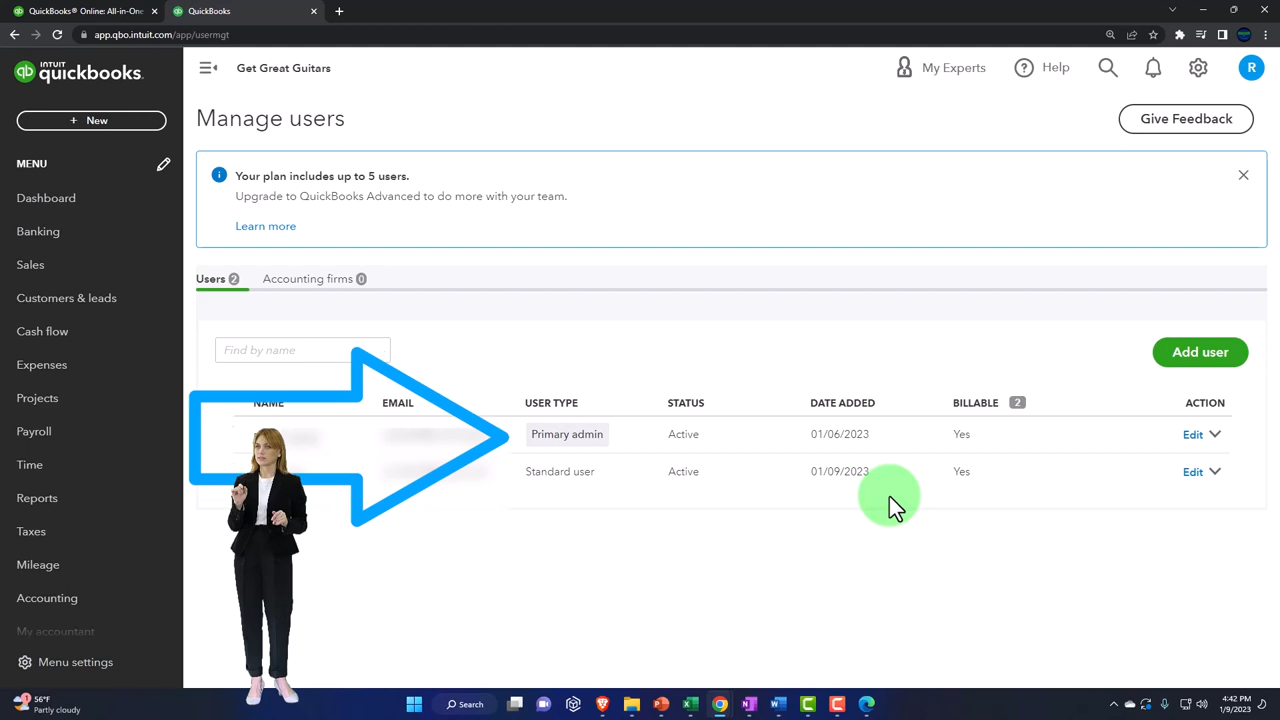 QuickBooks® Online: All-in-One
QuickBooks
app.qbo.intuit.com/app/usermgt
INTUIT
quickbooks.
Get Great Guitars
My Experts
Help
R
+ New
Manage users
Give Feedback
MENU
Your plan includes up to 5 users.
Upgrade to QuickBooks Advanced to do more with your team.
Learn more
Dashboard
Banking
Sales
Customers & leads
Cash flow
Expenses
Projects
Payroll
Time
Reports
Taxes
Mileage
Accounting
My accountant
Menu settings
Users 2
Accounting firms 0
Find by name
Add user
NAME EMAIL USER TYPE STATUS DATE ADDED BILLABLE 2 ACTION
Primary admin Active 01/06/2023 Yes Edit
Standard user Active 01/09/2023 Yes Edit
1
56°F
Partly cloudy
Search
4:42 PM
1/9/2023